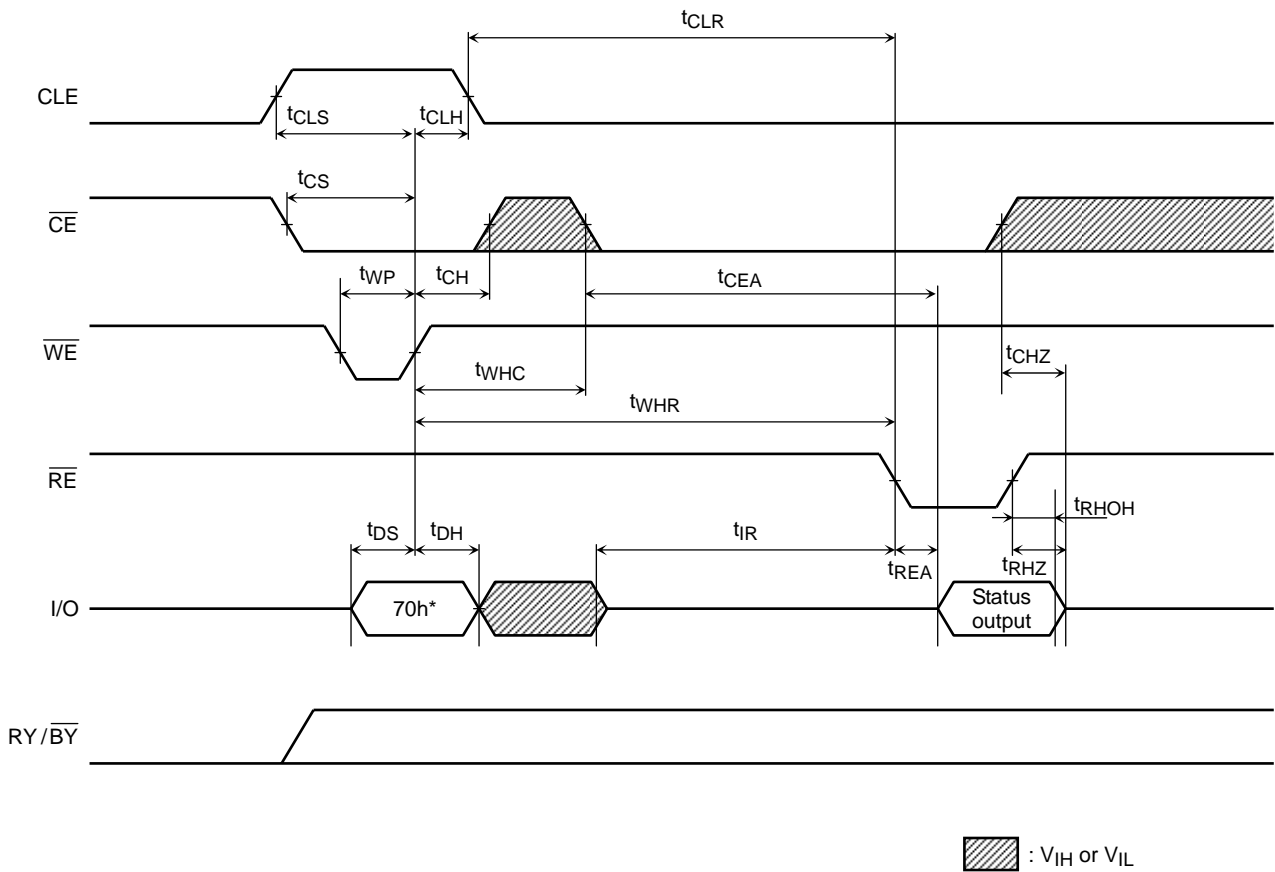 tCLR
CLE
tCLS
tCLH
tCS
CE
tWP
tCH
tCEA
WE
tCHZ
tWHC
tWHR
RE
tRHOH
tDS
tDH
tIR
tREA
tRHZ
I/O
70h*
Status
output
RY/BY
: VIH or VIL